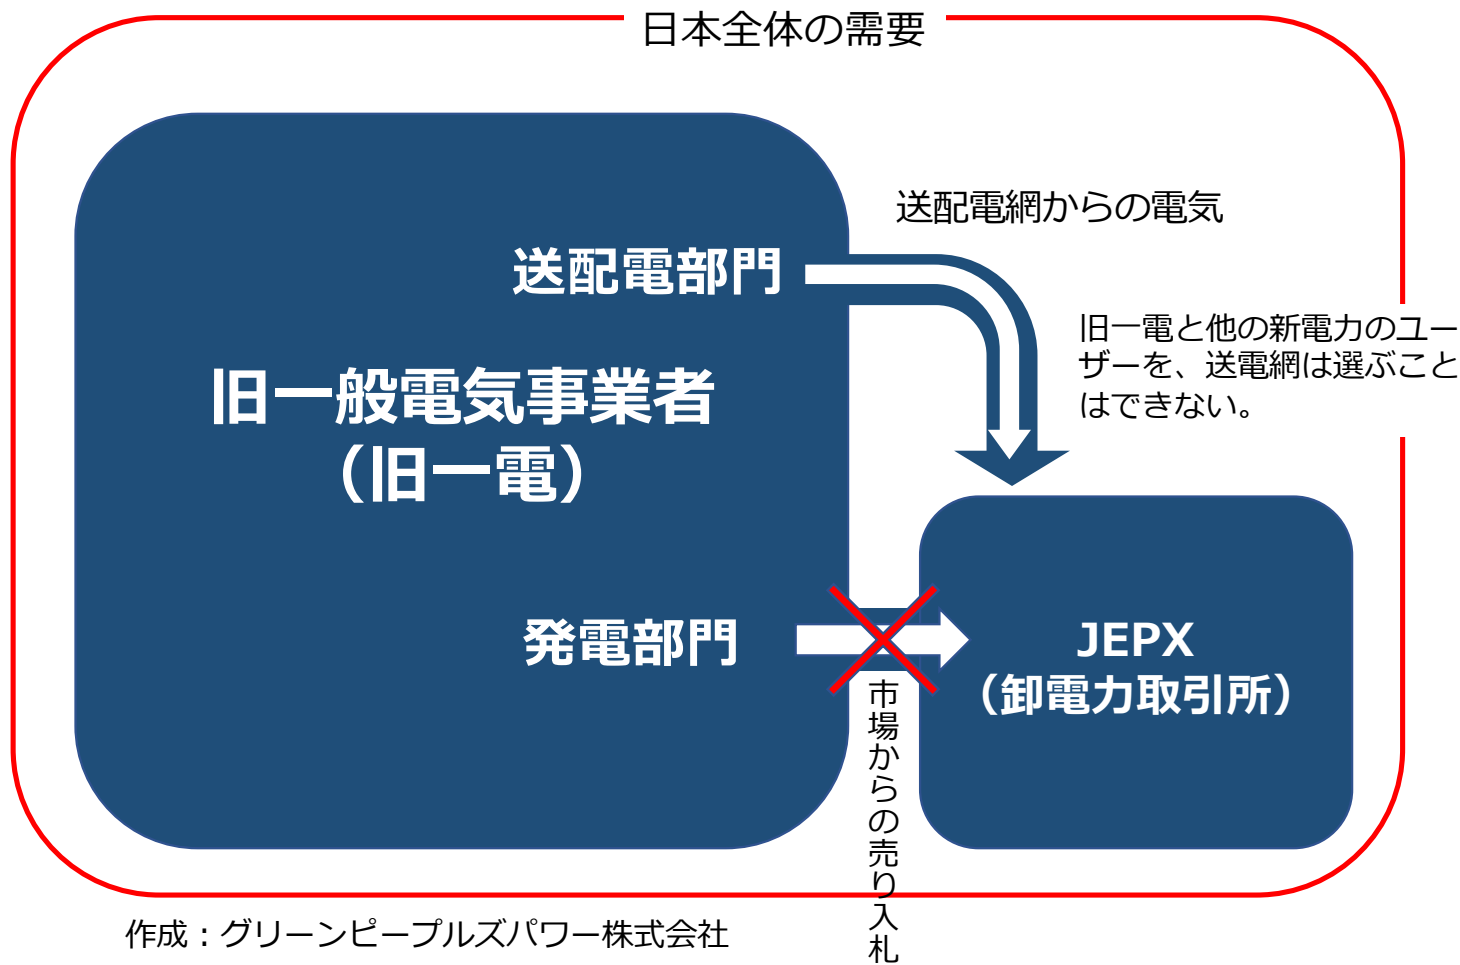 日本全体の需要
送配電網からの電気
送配電部門
旧一電と他の新電力のユー
ザーを、送電網は選ぶこと
はできない。
旧一般電気事業者
（旧一電）
発電部門
JEPX
（卸電力取引所）
市場からの売り入札
作成：グリーンピープルズパワー株式会社